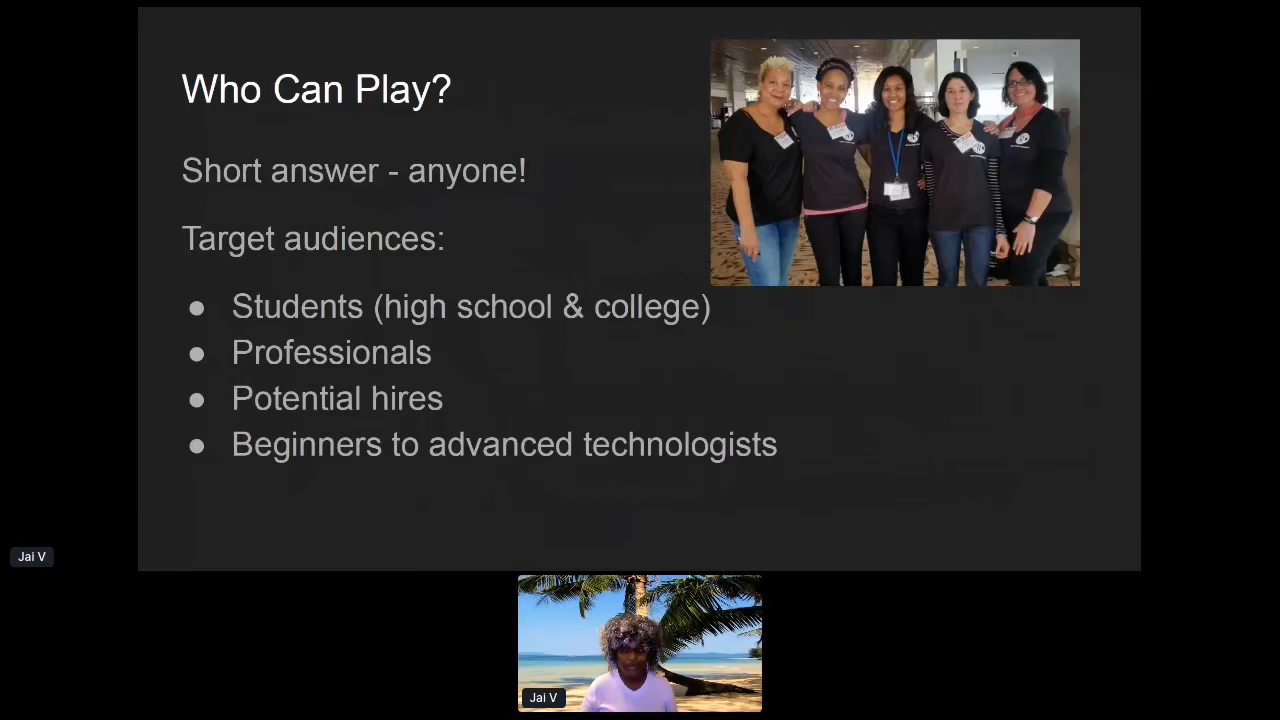 Who Can Play?
Short answer - anyone!
Target audiences:
● Students (high school & college)
● Professionals
● Potential hires
● Beginners to advanced technologists
Jai V
Jai V